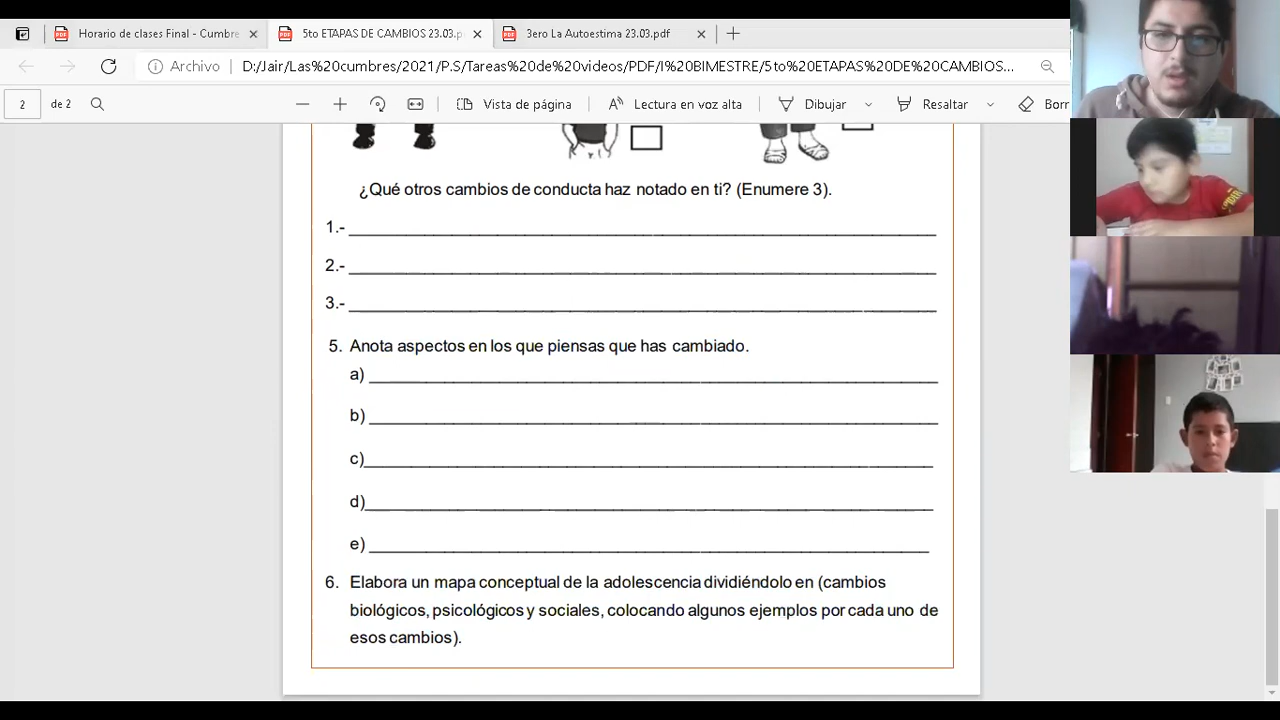 Horario de clases Final - Cumbre
5to ETAPAS DE CAMBIOS 23.03.p
3ero La Autoestima 23.03.pdf
Archivo
D:/Jair/Las%20cumbres/2021/P.S/Tareas%20de%20videos/PDF/I%20BIMESTRE/5to%20ETAPAS%20DE%20CAMBIOS...
2 de 2
Vista de página
Lectura en voz alta
Dibujar
Resaltar
Borr
¿Qué otros cambios de conducta haz notado en ti? (Enumere 3).
1.-
2.-
3.-
5. Anota aspectos en los que piensas que has cambiado.
a)
b)
c)
d)
e)
6. Elabora un mapa conceptual de la adolescencia dividiéndolo en (cambios
biológicos, psicológicos y sociales, colocando algunos ejemplos por cada uno de
esos cambios).